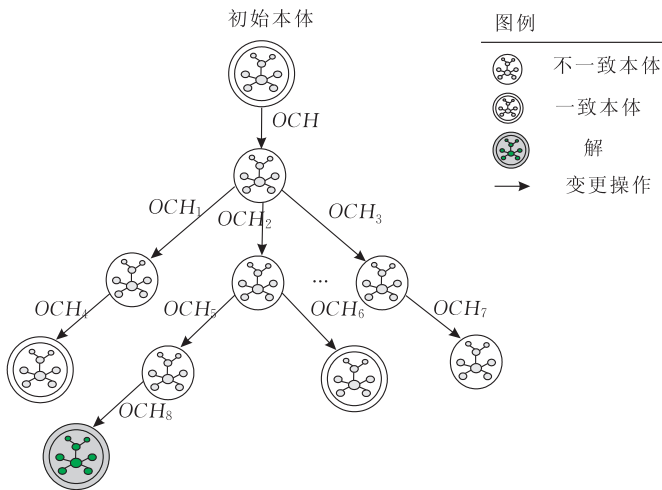 初始本体
图例
不一致本体
一致本体
解
变更操作
OCH
OCH₁
OCH₂
OCH₃
...
OCH₄
OCH₅
OCH₆
OCH₇
OCH₈